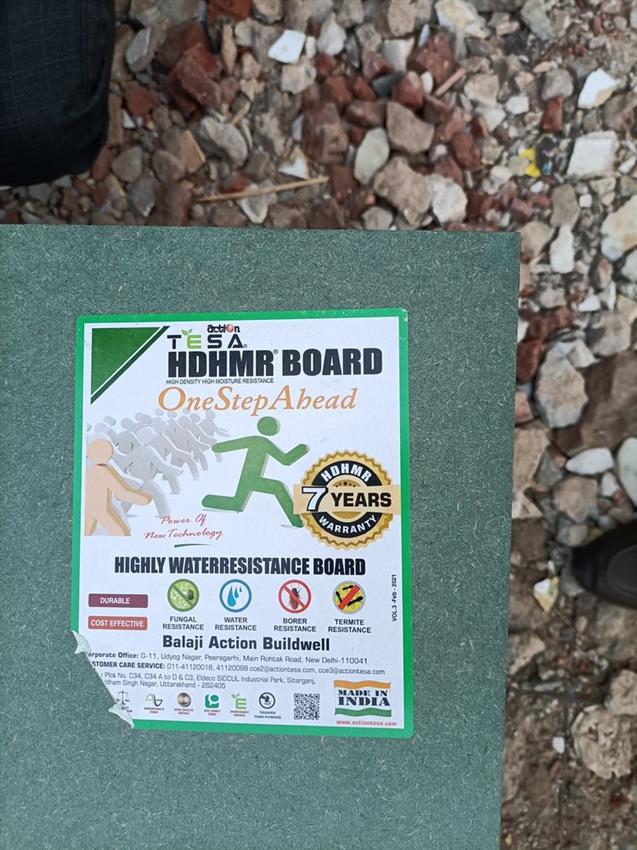 action
TESA
HDHMR® BOARD
HIGH DENSITY HIGH MOISTURE RESISTANCE
OneStepAhead
HDHMR
7 YEARS
WARRANTY
Power Of
New Technology
HIGHLY WATERRESISTANCE BOARD
DURABLE
COST EFFECTIVE
FUNGAL RESISTANCE
WATER RESISTANCE
BORER RESISTANCE
TERMITE RESISTANCE
VOL.3 -Feb - 2021
Balaji Action Buildwell
Corporate Office: G-11, Udyog Nagar, Peeragarhi, Main Rohtak Road, New Delhi-110041
CUSTOMER CARE SERVICE: 011-41120018, 41120098 cce2@actiontesa.com, cce3@actiontesa.com
: Plot No. C34, C34 A to D & C3, Eldeco SIDCUL Industrial Park, Sitarganj,
dham Singh Nagar, Uttarakhand - 262405
TOUGHER THAN PLYWOOD
MADE IN
INDIA
www.actiontesa.com